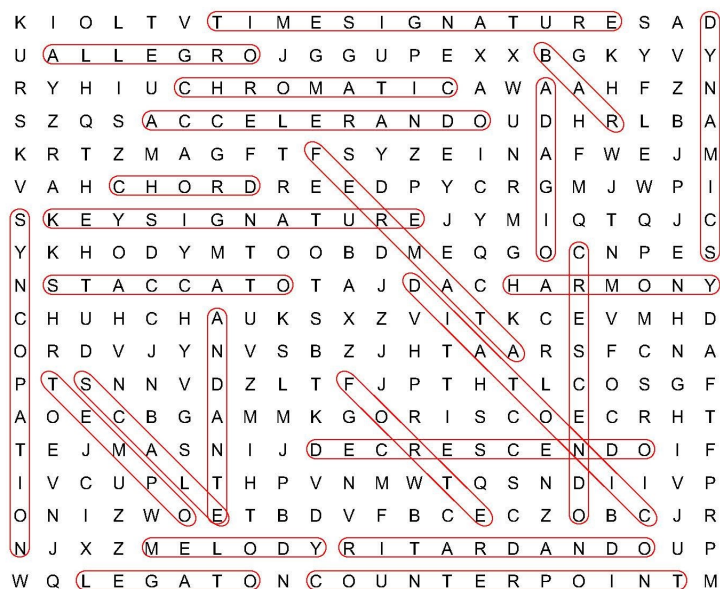 K I O L T V T I M E S I G N A T U R E S A D
U A L L E G R O J G G U P E X X B G K Y V Y
R Y H I U C H R O M A T I C A W A A H F Z N
S Z Q S A C C E L E R A N D O U D H R L B A
K R T Z M A G F T F S Y Z E I N A F W E J M
V A H C H O R D R E E D P Y C R G M J W P I
S K E Y S I G N A T U R E J Y M I Q T Q J C
Y K H O D Y M T O O B D M E Q G O C N P E S
N S T A C C A T O T A J D A C H A R M O N Y
C H U H C H A U K S X Z V I T K C E V M H D
O R D V J Y N V S B Z J H T A A R S F C N A
P T S N N V D Z L T F J P T H T L C O S G F
A O E C B G A M M K G O R I S C O E C R H T
T E J M A S N I J D E C R E S C E N D O I F
I V C U P L T H P V N M W T Q S N D I I V P
O N I Z W O E T B D V F B C E C Z O B C J R
N J X Z M E L O D Y R I T A R D A N D O U P
W Q L E G A T O N C O U N T E R P O I N T M